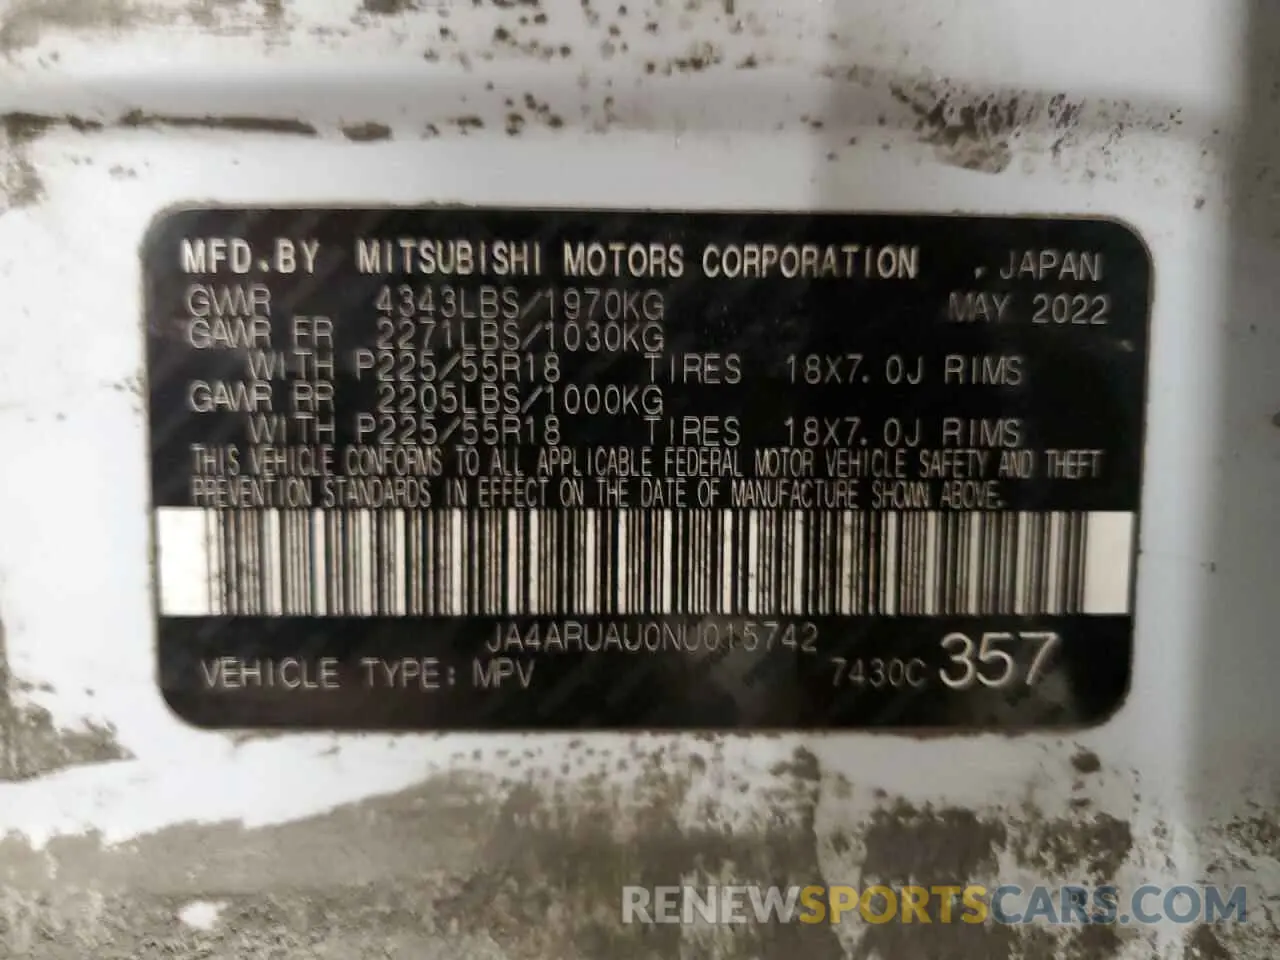 MFD.BY MITSUBISHI MOTORS CORPORATION , JAPAN
GVWR 4343LBS/1970KG MAY 2022
GAWR FR 2271LBS/1030KG
WITH P225/55R18 TIRES 18X7.0J RIMS
GAWR RR 2205LBS/1000KG
WITH P225/55R18 TIRES 18X7.0J RIMS
THIS VEHICLE CONFORMS TO ALL APPLICABLE FEDERAL MOTOR VEHICLE SAFETY AND THEFT
PREVENTION STANDARDS IN EFFECT ON THE DATE OF MANUFACTURE SHOWN ABOVE.
JA4ARUAU0NU015742
VEHICLE TYPE: MPV 7430C 357
RENEWSPORTSCARS.COM